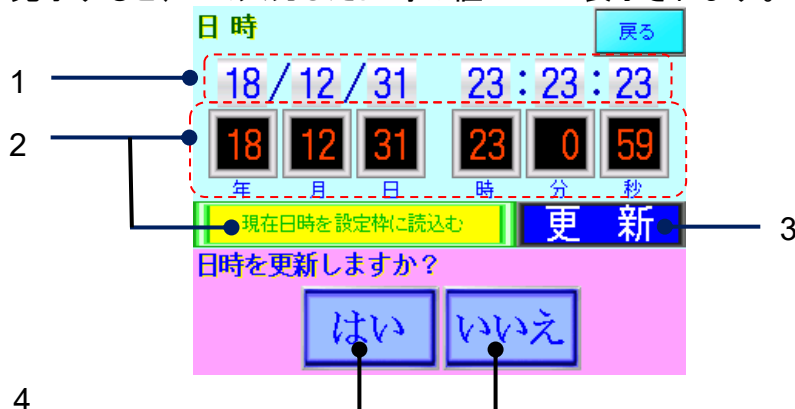 日時
戻る
1
18/12/31 23:23:23
2
18 12 31 23 0 59
年 月 日 時 分 秒
現在日時を設定枠に読込む
更 新
3
日時を更新しますか？
はい
いいえ
4